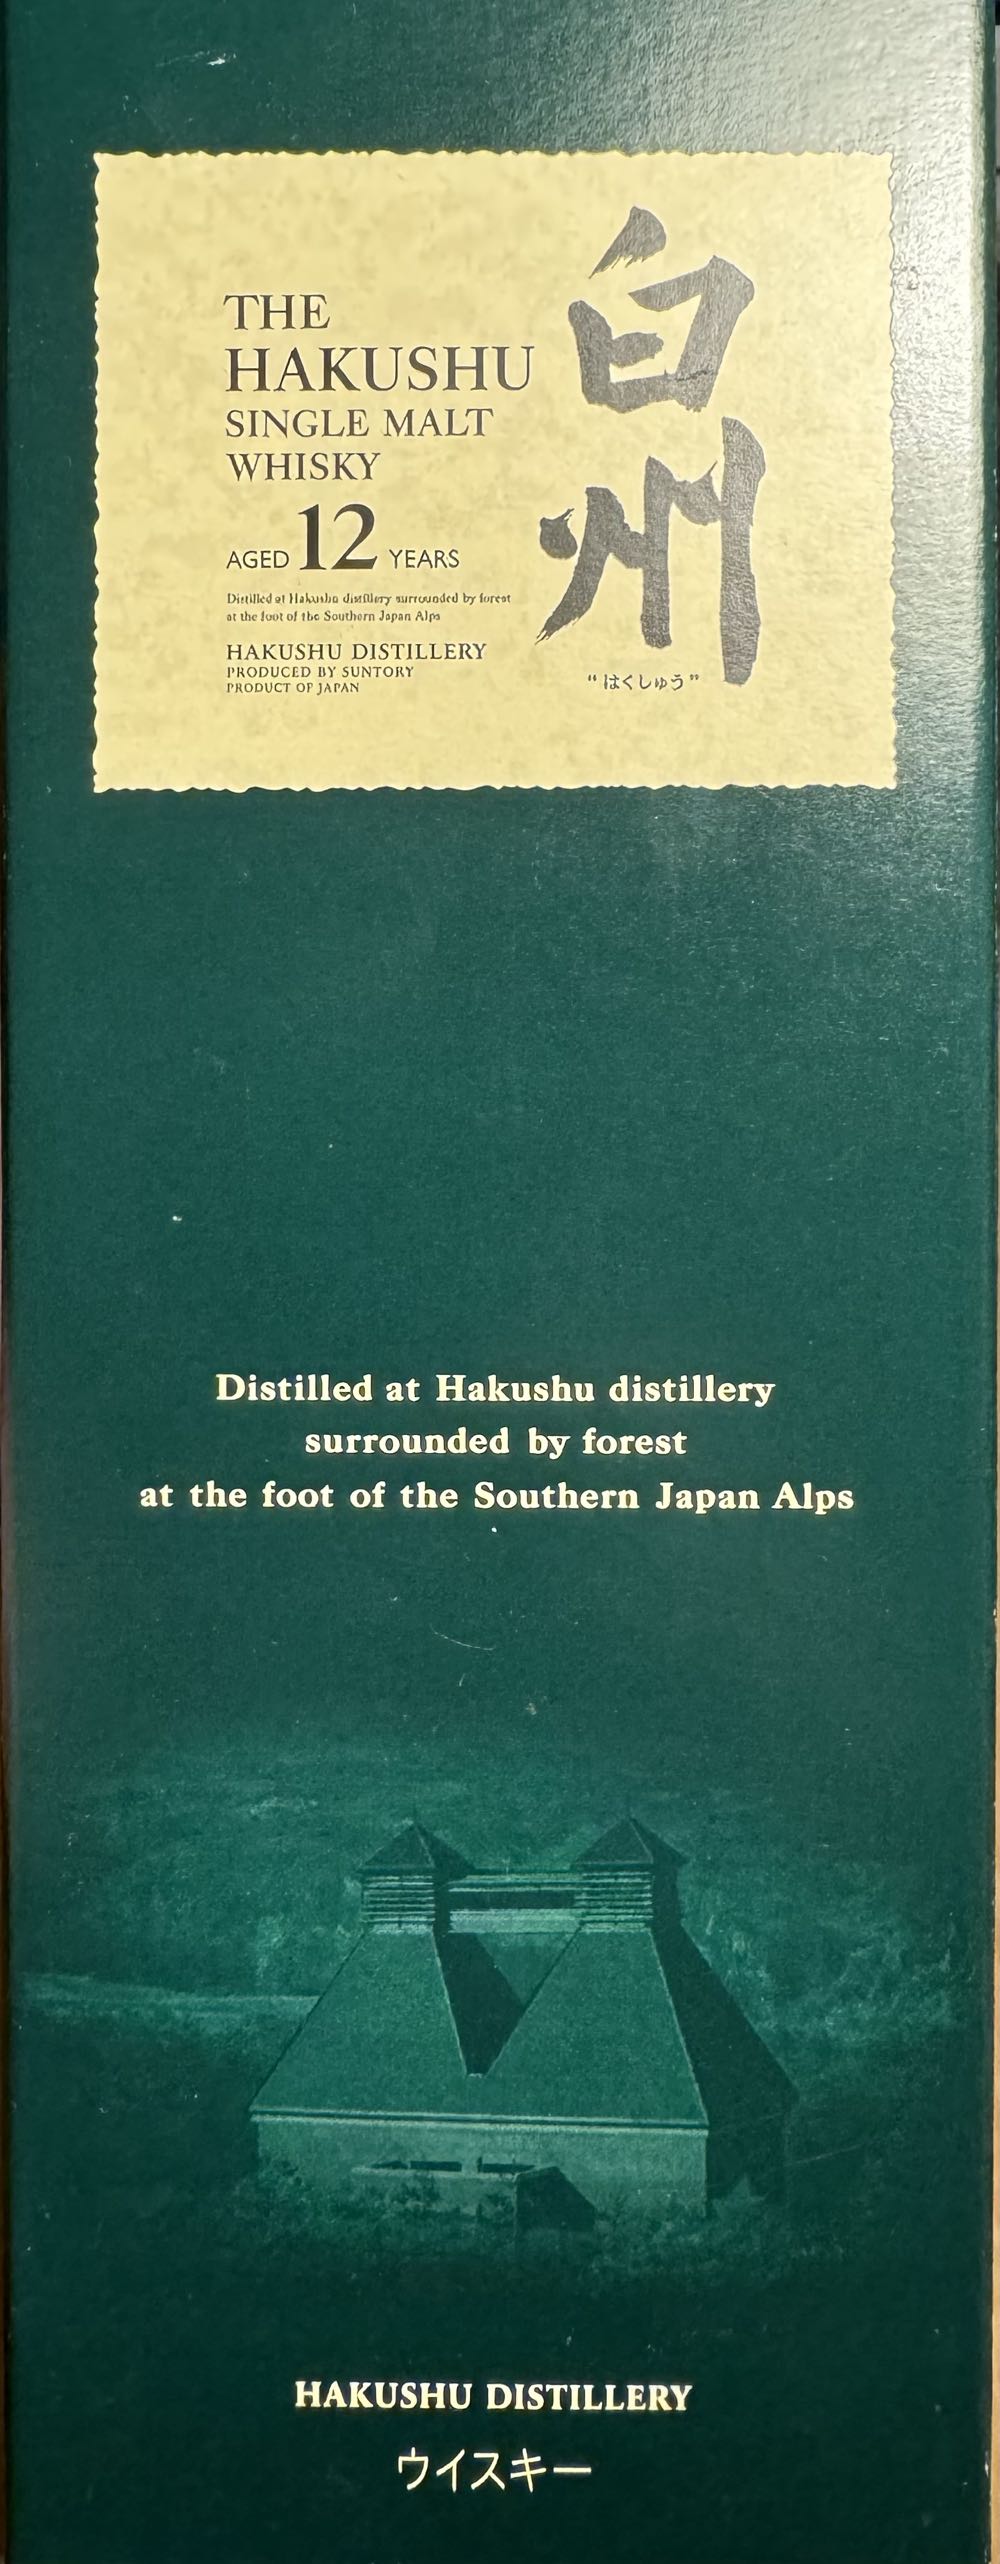 THE
HAKUSHU
SINGLE MALT
WHISKY
AGED 12 YEARS
Distilled at Hakushu distillery surrounded by forest
at the foot of the Southern Japan Alps
HAKUSHU DISTILLERY
PRODUCED BY SUNTORY
PRODUCT OF JAPAN
白州
“はくしゅう”
Distilled at Hakushu distillery
surrounded by forest
at the foot of the Southern Japan Alps
HAKUSHU DISTILLERY
ウイスキー